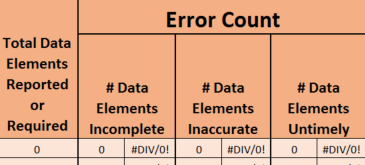 Error Count
Total Data
Elements
Reported
or
Required
# Data
Elements
Incomplete
# Data
Elements
Inaccurate
# Data
Elements
Untimely
0 0 #DIV/0! 0 #DIV/0! 0 #DIV/0!